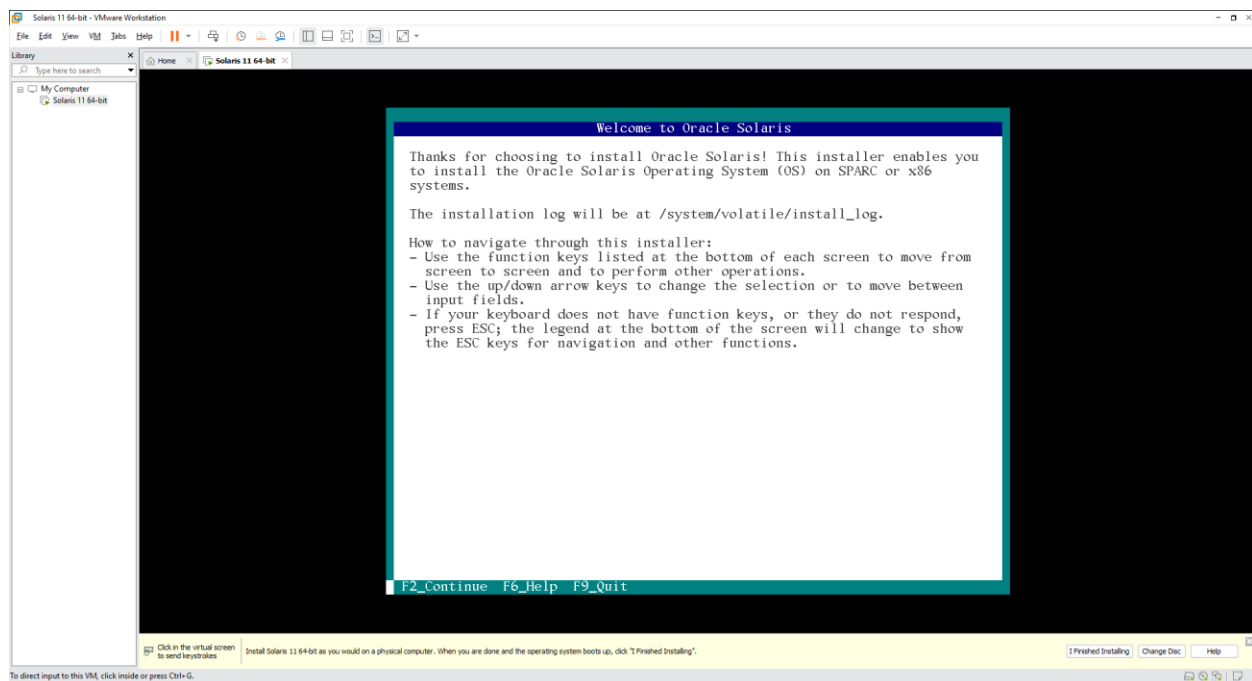 Solaris 11 64-bit - VMware Workstation
File Edit View VM Tabs Help
Library
Type here to search
My Computer
Solaris 11 64-bit
Home
Solaris 11 64-bit
Welcome to Oracle Solaris
Thanks for choosing to install Oracle Solaris! This installer enables you
to install the Oracle Solaris Operating System (OS) on SPARC or x86
systems.
The installation log will be at /system/volatile/install_log.
How to navigate through this installer:
- Use the function keys listed at the bottom of each screen to move from
screen to screen and to perform other operations.
- Use the up/down arrow keys to change the selection or to move between
input fields.
- If your keyboard does not have function keys, or they do not respond,
press ESC; the legend at the bottom of the screen will change to show
the ESC keys for navigation and other functions.
F2_Continue F6_Help F9_Quit
Click in the virtual screen
to send keystrokes
Install Solaris 11 64-bit as you would on a physical computer. When you are done and the operating system boots up, click "I Finished Installing".
I Finished Installing Change Disc Help
To direct input to this VM, click inside or press Ctrl+G.